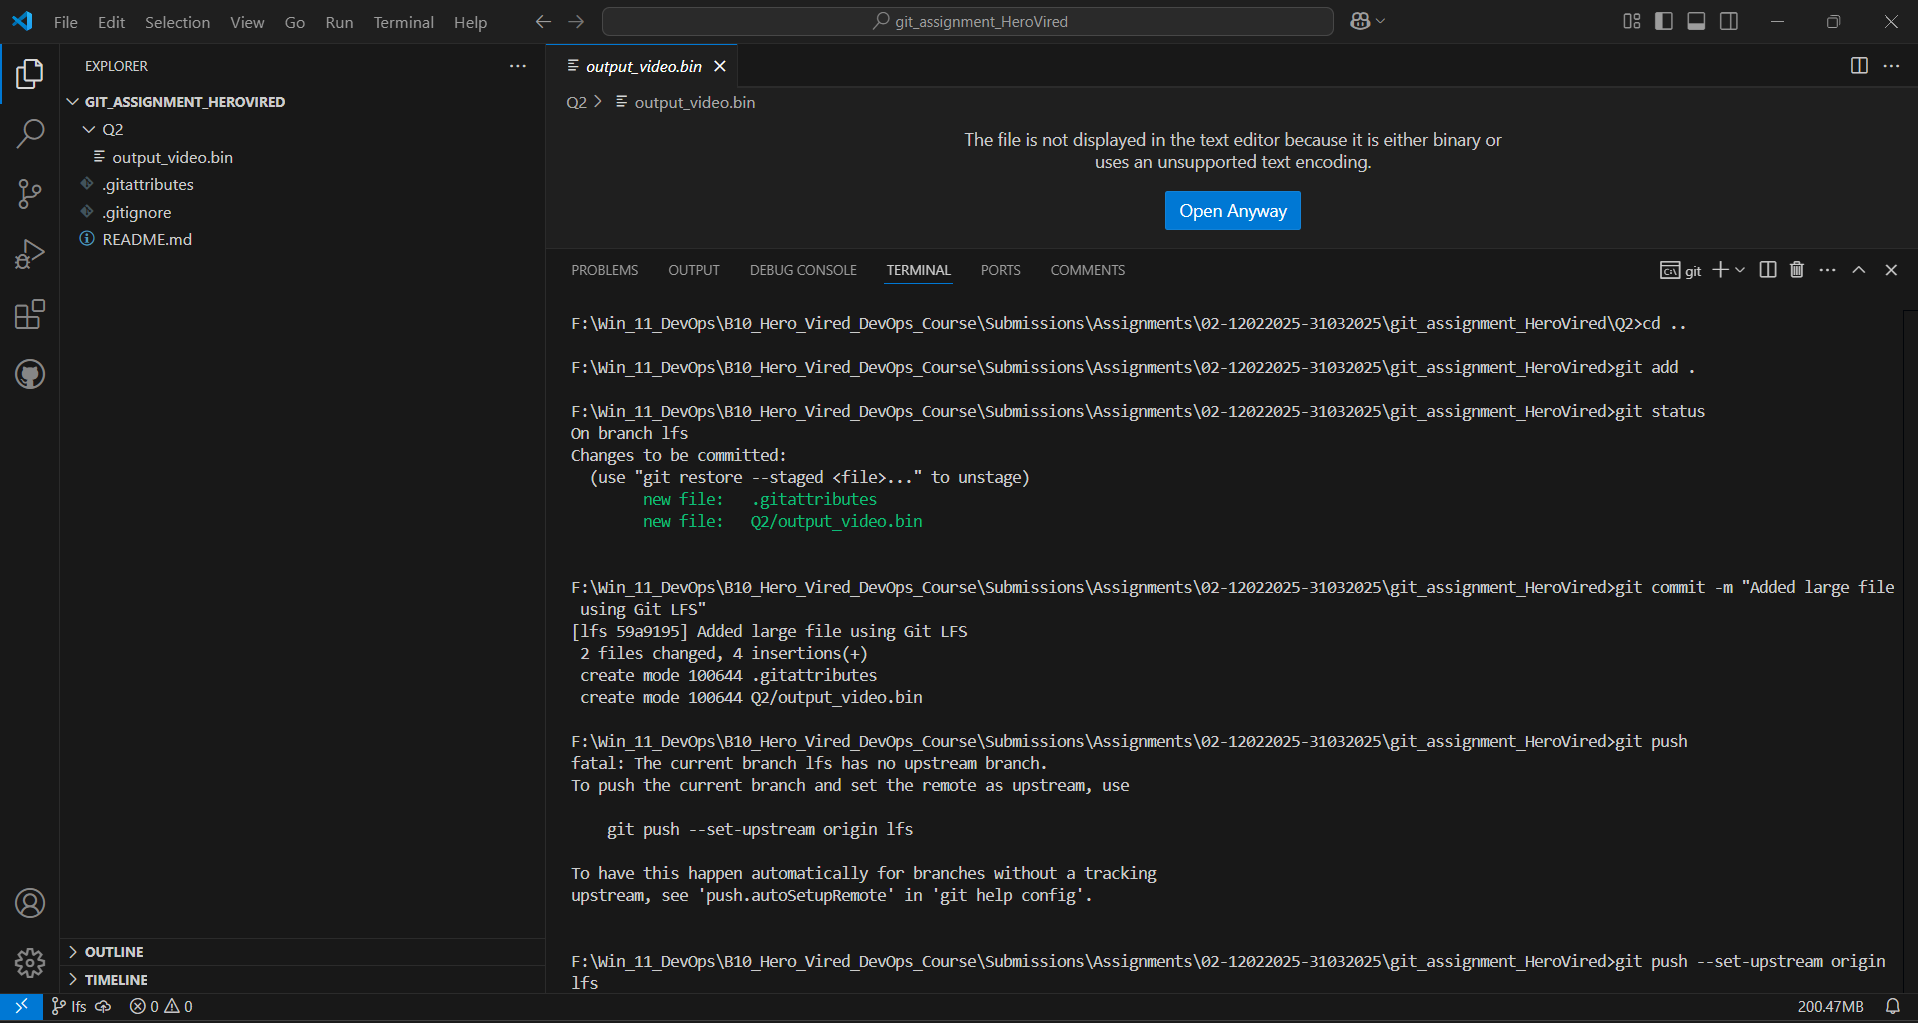 File Edit Selection View Go Run Terminal Help
git_assignment_HeroVired
EXPLORER
GIT_ASSIGNMENT_HEROVIRED
Q2
output_video.bin
.gitattributes
.gitignore
README.md
OUTLINE
TIMELINE
output_video.bin
Q2 > output_video.bin
The file is not displayed in the text editor because it is either binary or
uses an unsupported text encoding.
Open Anyway
PROBLEMS OUTPUT DEBUG CONSOLE TERMINAL PORTS COMMENTS
git
F:\Win_11_DevOps\B10_Hero_Vired_DevOps_Course\Submissions\Assignments\02-12022025-31032025\git_assignment_HeroVired\Q2>cd ..
F:\Win_11_DevOps\B10_Hero_Vired_DevOps_Course\Submissions\Assignments\02-12022025-31032025\git_assignment_HeroVired>git add .
F:\Win_11_DevOps\B10_Hero_Vired_DevOps_Course\Submissions\Assignments\02-12022025-31032025\git_assignment_HeroVired>git status
On branch lfs
Changes to be committed:
(use "git restore --staged <file>..." to unstage)
new file:   .gitattributes
new file:   Q2/output_video.bin
F:\Win_11_DevOps\B10_Hero_Vired_DevOps_Course\Submissions\Assignments\02-12022025-31032025\git_assignment_HeroVired>git commit -m "Added large file
using Git LFS"
[lfs 59a9195] Added large file using Git LFS
2 files changed, 4 insertions(+)
create mode 100644 .gitattributes
create mode 100644 Q2/output_video.bin
F:\Win_11_DevOps\B10_Hero_Vired_DevOps_Course\Submissions\Assignments\02-12022025-31032025\git_assignment_HeroVired>git push
fatal: The current branch lfs has no upstream branch.
To push the current branch and set the remote as upstream, use
git push --set-upstream origin lfs
To have this happen automatically for branches without a tracking
upstream, see 'push.autoSetupRemote' in 'git help config'.
F:\Win_11_DevOps\B10_Hero_Vired_DevOps_Course\Submissions\Assignments\02-12022025-31032025\git_assignment_HeroVired>git push --set-upstream origin
lfs
lfs 0 0 200.47MB